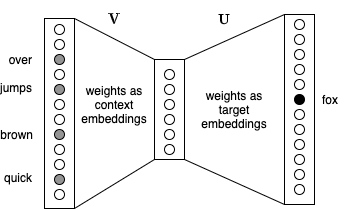 V
U
over
jumps
brown
quick
weights as
context
embeddings
weights as
target
embeddings
fox